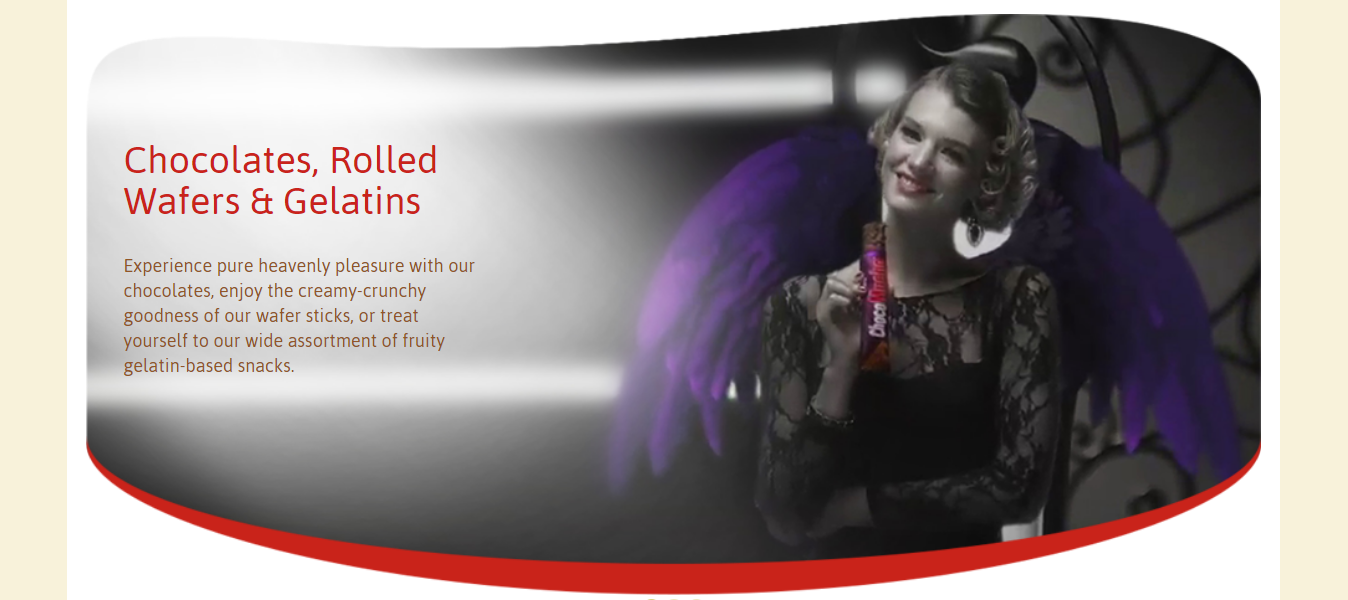 Chocolates, Rolled
Wafers & Gelatins
Experience pure heavenly pleasure with our
chocolates, enjoy the creamy-crunchy
goodness of our wafer sticks, or treat
yourself to our wide assortment of fruity
gelatin-based snacks.
ChocoMucho